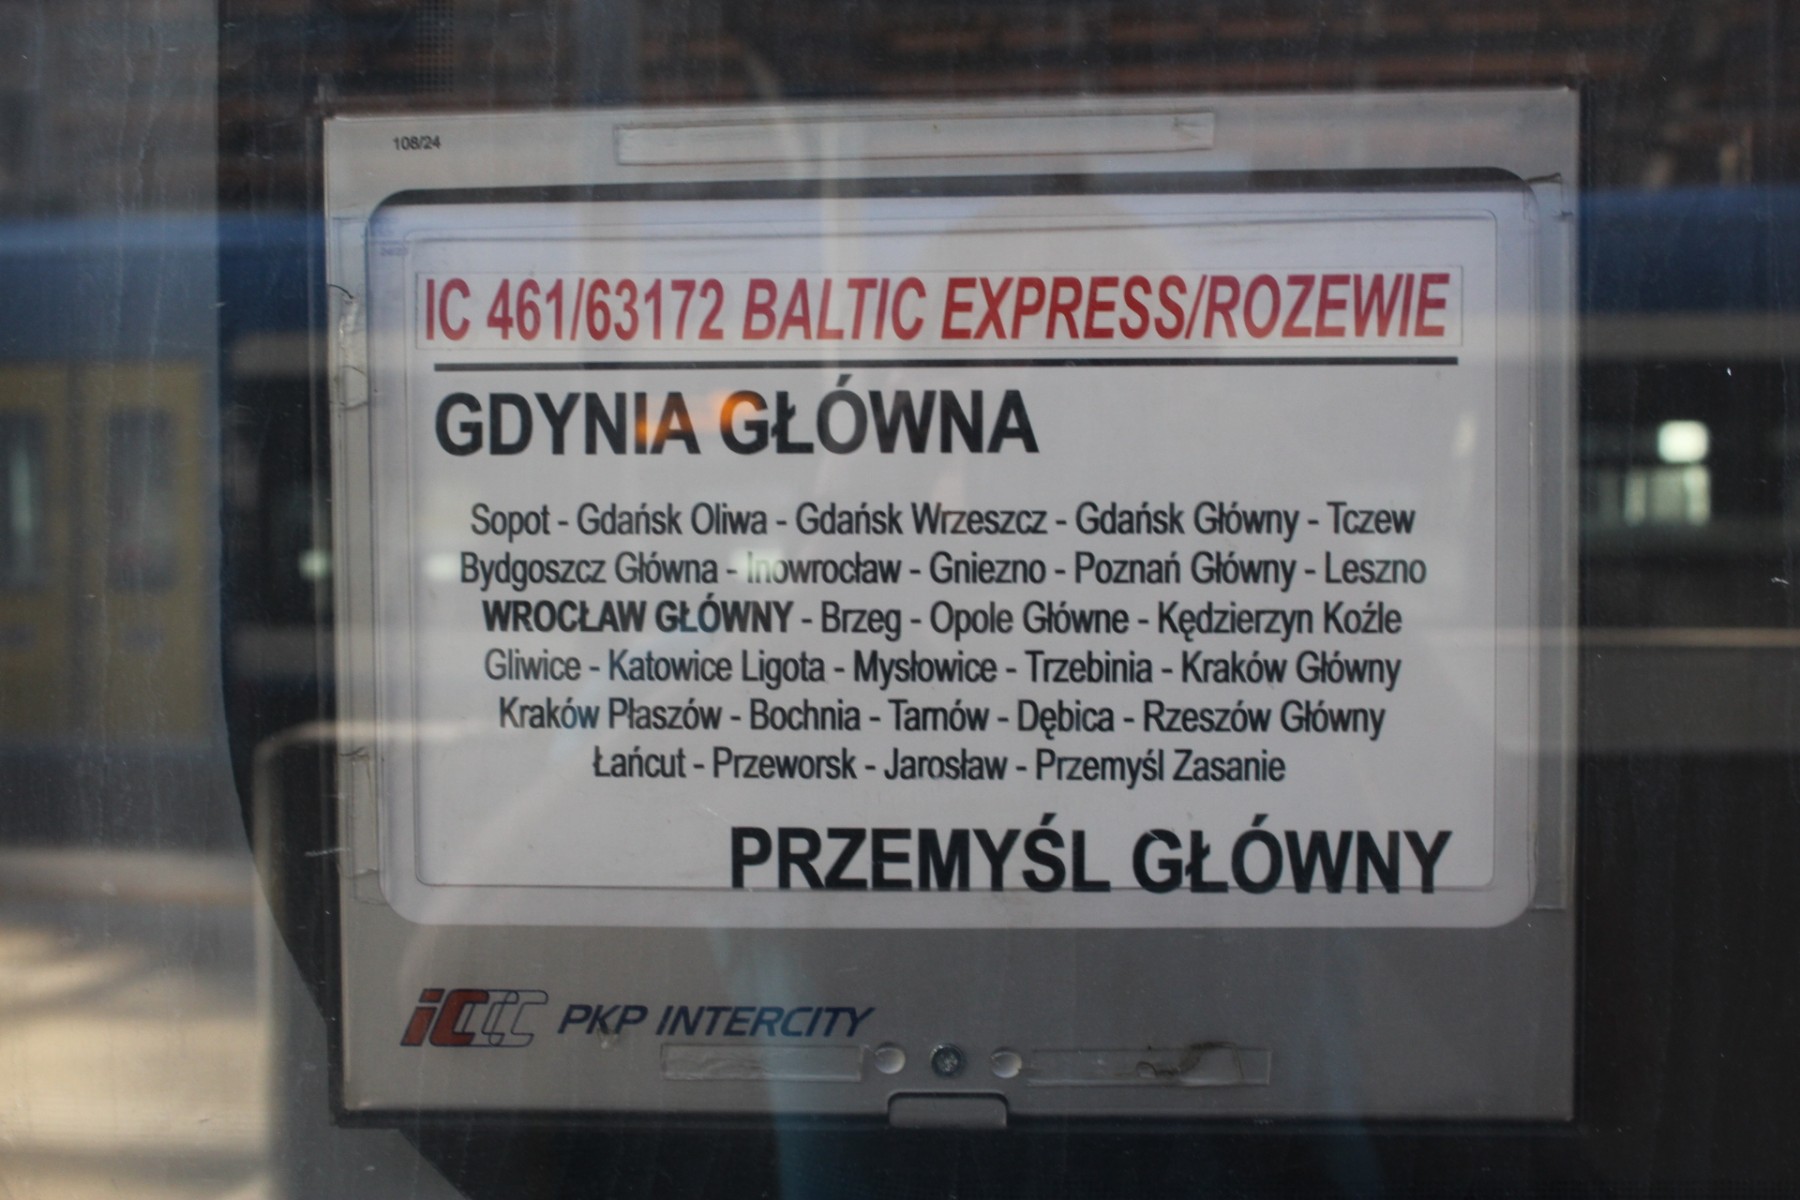 108/24
IC 461/63172 BALTIC EXPRESS/ROZEWIE
GDYNIA GŁÓWNA
Sopot - Gdańsk Oliwa - Gdańsk Wrzeszcz - Gdańsk Główny - Tczew
Bydgoszcz Główna - Inowrocław - Gniezno - Poznań Główny - Leszno
WROCŁAW GŁÓWNY - Brzeg - Opole Główne - Kędzierzyn Koźle
Gliwice - Katowice Ligota - Mysłowice - Trzebinia - Kraków Główny
Kraków Płaszów - Bochnia - Tarnów - Dębica - Rzeszów Główny
Łańcut - Przeworsk - Jarosław - Przemyśl Zasanie
PRZEMYŚL GŁÓWNY
IC PKP INTERCITY